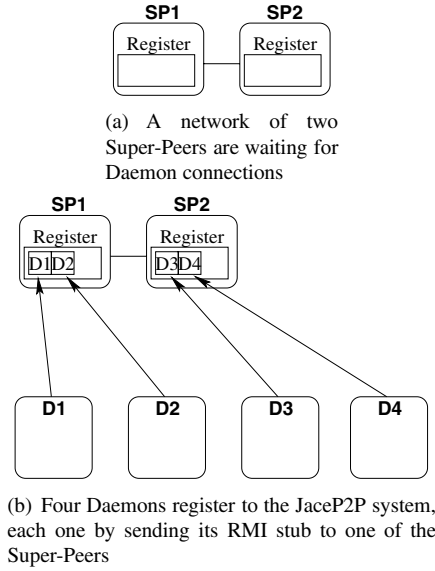 SP1 SP2
Register Register
(a) A network of two
Super-Peers are waiting for
Daemon connections
SP1 SP2
Register Register
D1 D2 D3 D4
D1 D2 D3 D4
(b) Four Daemons register to the JaceP2P system,
each one by sending its RMI stub to one of the
Super-Peers